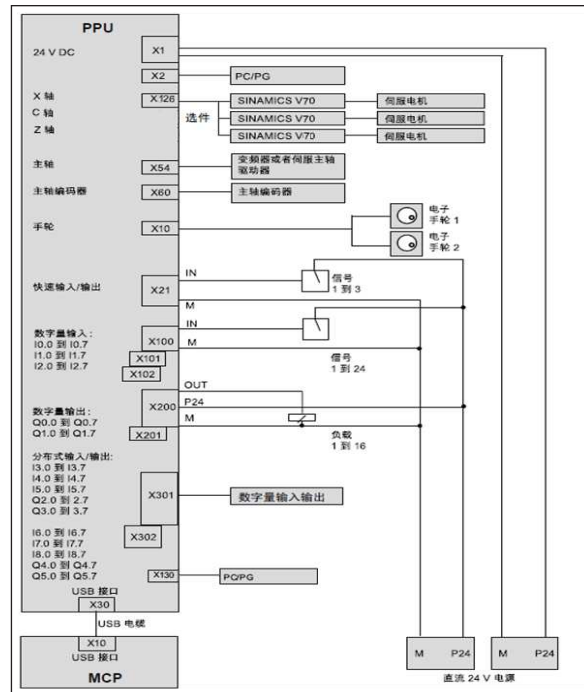 PPU
24 V DC
X1
X2
PC/PG
X 轴
C 轴
Z 轴
X126
选件
SINAMICS V70
伺服电机
SINAMICS V70
伺服电机
SINAMICS V70
伺服电机
主轴
X54
变频器或者伺服主轴
驱动器
主轴编码器
X60
主轴编码器
手轮
X10
电子
手轮 1
电子
手轮 2
快速输入/输出
X21
IN
M
信号
1 到 3
数字量输入:
I0.0 到 I0.7
I1.0 到 I1.7
I2.0 到 I2.7
X100
X101
X102
IN
M
信号
1 到 24
数字量输出:
Q0.0 到 Q0.7
Q1.0 到 Q1.7
X200
X201
OUT
P24
M
负载
1 到 16
分布式输入/输出:
I3.0 到 I3.7
I4.0 到 I4.7
I5.0 到 I5.7
Q2.0 到 2.7
Q3.0 到 3.7
X301
数字量输入输出
I6.0 到 I6.7
I7.0 到 I7.7
I8.0 到 I8.7
Q4.0 到 Q4.7
Q5.0 到 Q5.7
X302
X130
PC/PG
USB 接口
X30
USB 电缆
X10
USB 接口
MCP
M P24
M P24
直流 24 V 电源